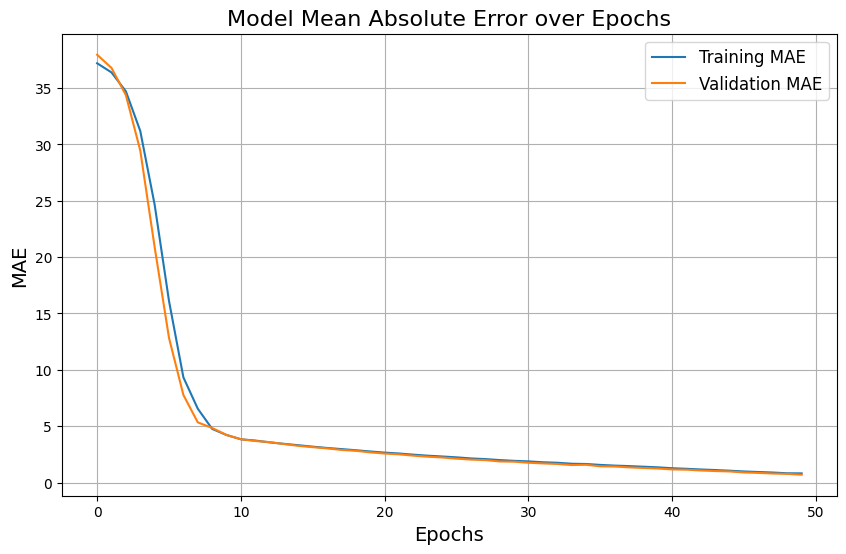 Model Mean Absolute Error over Epochs
Training MAE
Validation MAE
MAE
35
30
25
20
15
10
5
0
0 10 20 30 40 50
Epochs